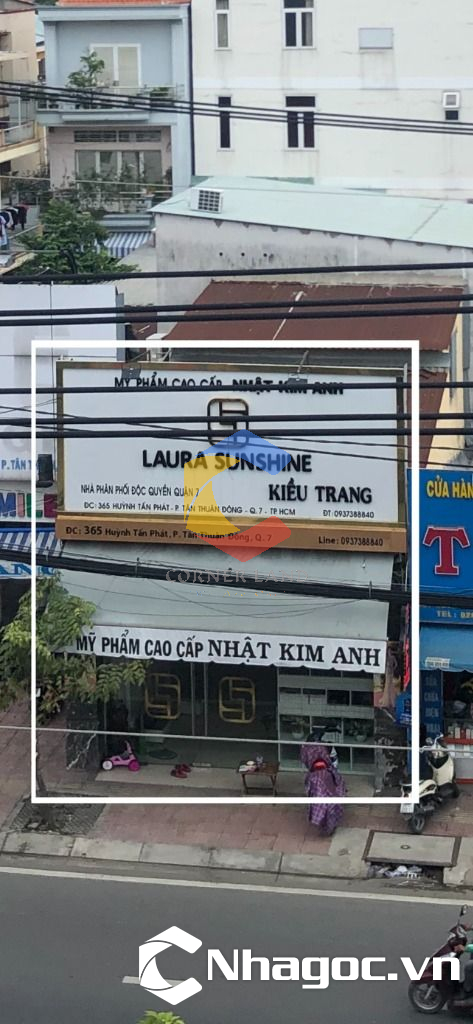 MỸ PHẨM CAO CẤP NHẬT KIM ANH
LAURA SUNSHINE
NHÀ PHÂN PHỐI ĐỘC QUYỀN QUẬN 7
KIỀU TRANG
ĐC: 365 HUỲNH TẤN PHÁT - P. TÂN THUẬN ĐÔNG - Q. 7 - TP.HCM
ĐT: 0937388840
ĐC: 365 Huỳnh Tấn Phát, P. Tân Thuận Đông, Q. 7
Line: 0937388840
CORNER
MỸ PHẨM CAO CẤP NHẬT KIM ANH
P. TÂN
CỬA HÀN
T
Nhagoc.vn